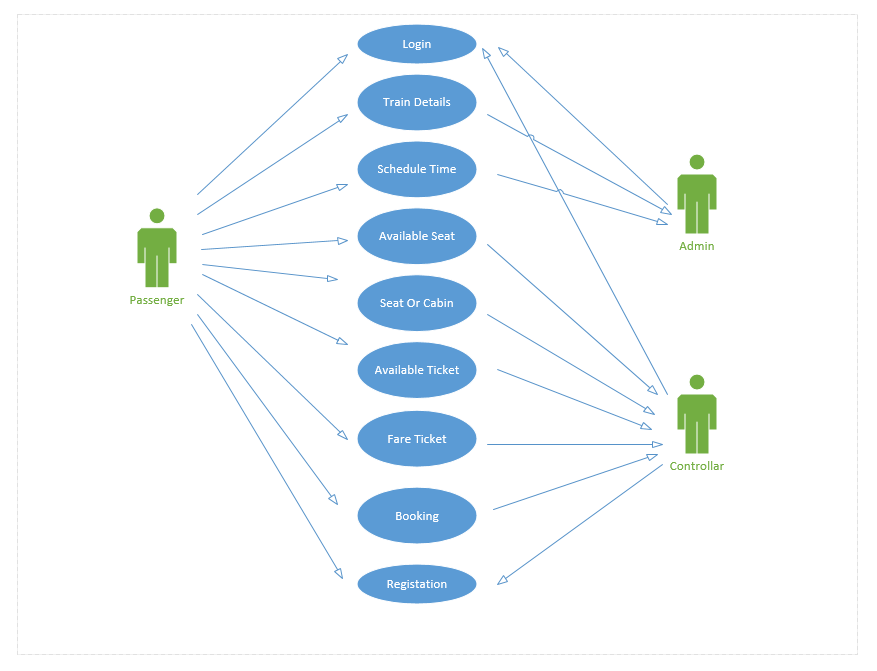 Login
Train Details
Schedule Time
Available Seat
Seat Or Cabin
Available Ticket
Fare Ticket
Booking
Registation
Passenger
Admin
Controllar